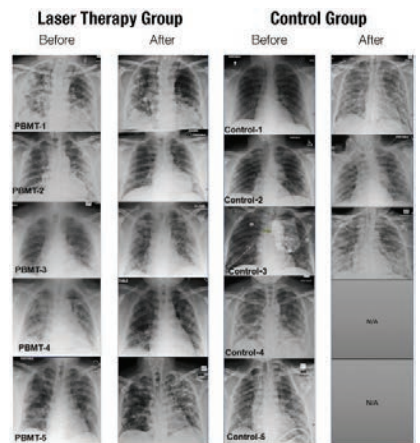 Laser Therapy Group Control Group
Before After Before After
PBMT-1 Control-1
PBMT-2 Control-2
PBMT-3 Control-3
PBMT-4 Control-4 N/A
PBMT-5 Control-5 N/A